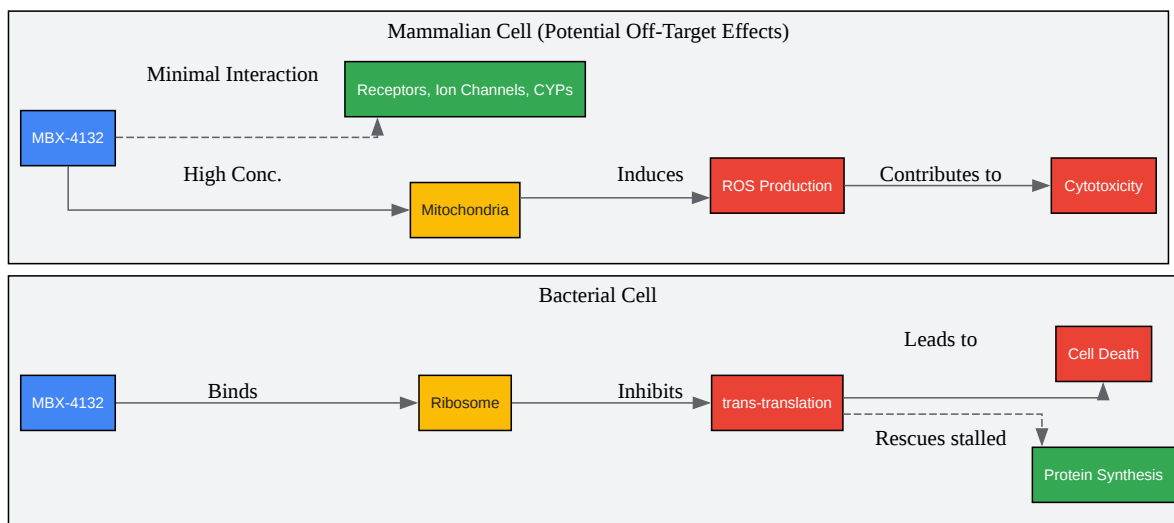 Mammalian Cell (Potential Off-Target Effects)
Minimal Interaction
Receptors, Ion Channels, CYPs
MBX-4132
High Conc.
Mitochondria
Induces
ROS Production
Contributes to
Cytotoxicity
Bacterial Cell
MBX-4132
Binds
Ribosome
Inhibits
trans-translation
Leads to
Cell Death
Rescues stalled
Protein Synthesis